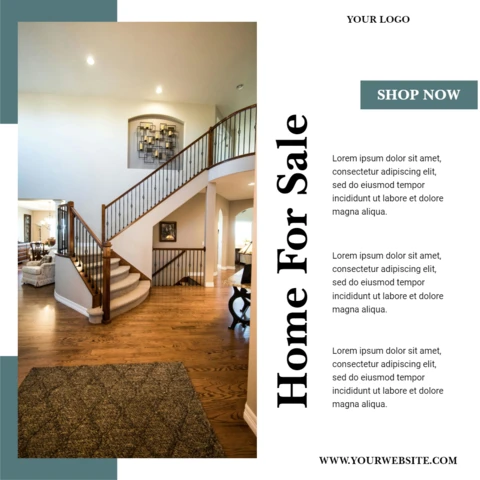 YOUR LOGO
SHOP NOW
Home For Sale
Lorem ipsum dolor sit amet,
consectetur adipiscing elit,
sed do eiusmod tempor
incididunt ut labore et dolore
magna aliqua.
Lorem ipsum dolor sit amet,
consectetur adipiscing elit,
sed do eiusmod tempor
incididunt ut labore et dolore
magna aliqua.
Lorem ipsum dolor sit amet,
consectetur adipiscing elit,
sed do eiusmod tempor
incididunt ut labore et dolore
magna aliqua.
WWW.YOURWEBSITE.COM